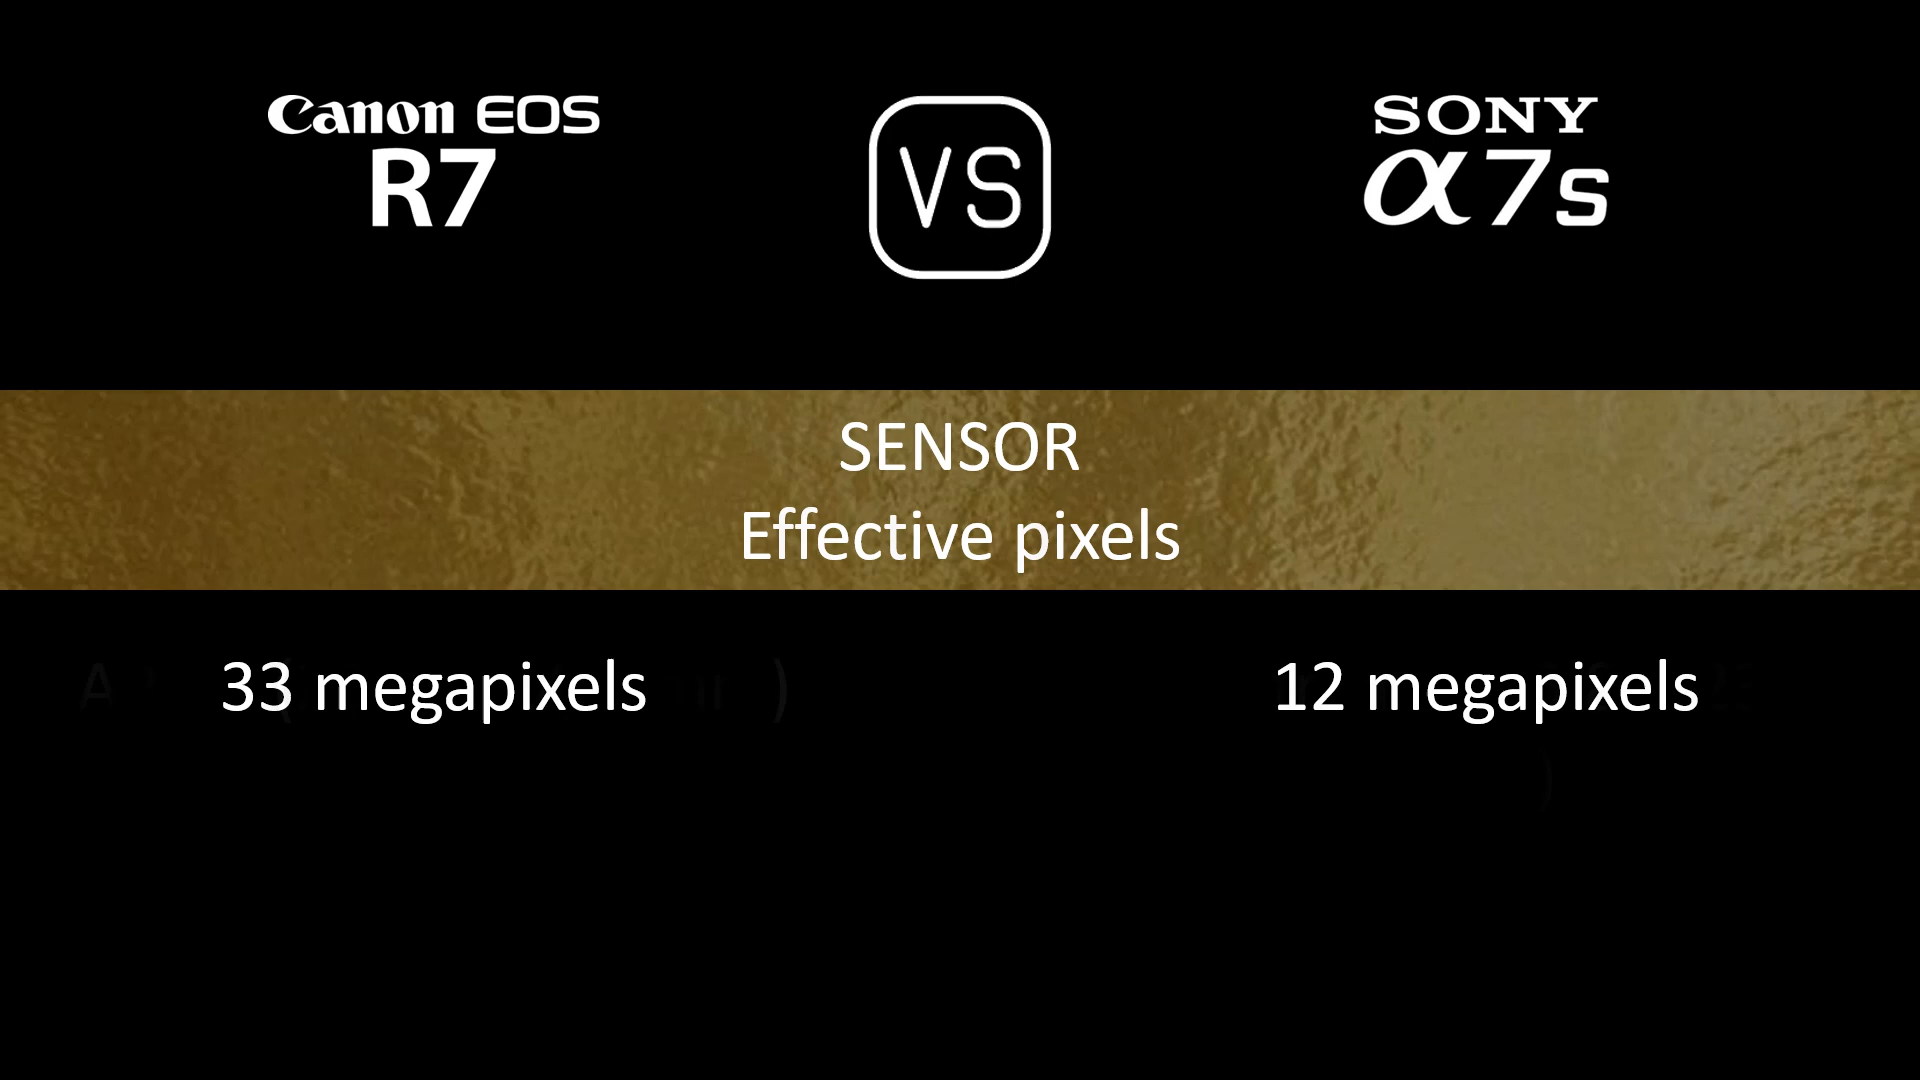 Canon EOS
R7
VS
SONY
α7s
SENSOR
Effective pixels
33 megapixels
12 megapixels